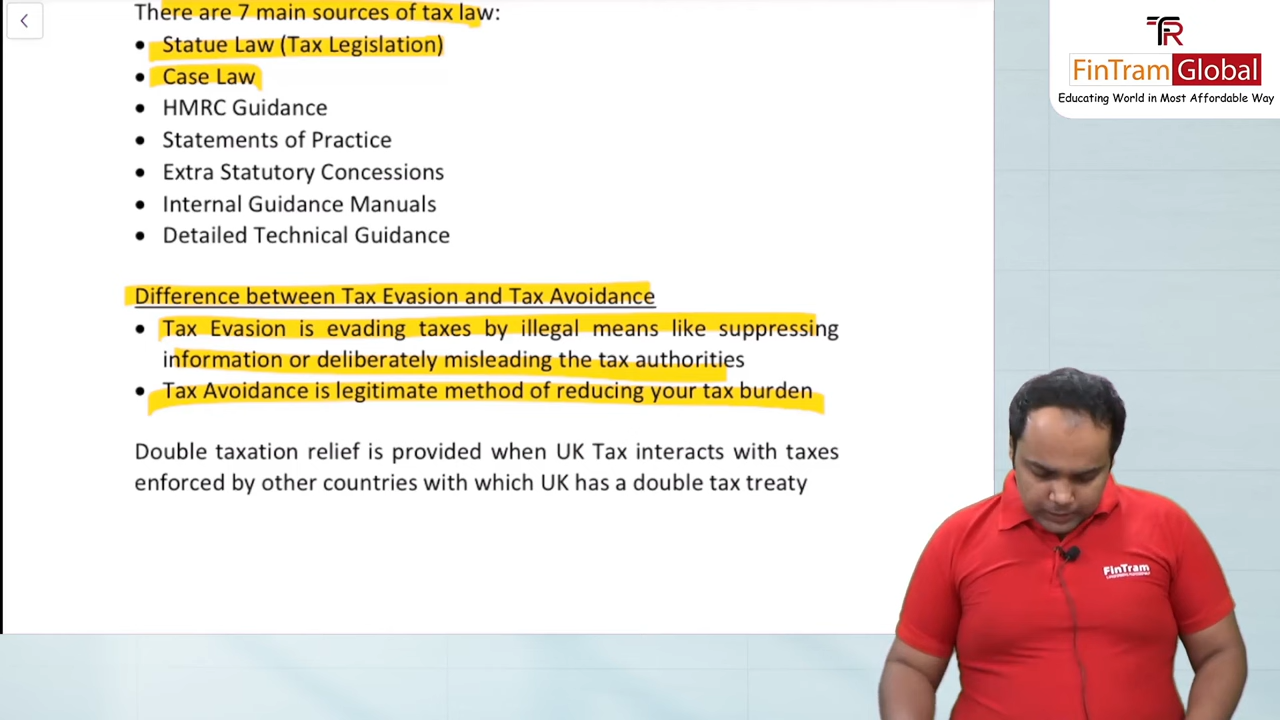 There are 7 main sources of tax law:
• Statue Law (Tax Legislation)
• Case Law
• HMRC Guidance
• Statements of Practice
• Extra Statutory Concessions
• Internal Guidance Manuals
• Detailed Technical Guidance
Difference between Tax Evasion and Tax Avoidance
• Tax Evasion is evading taxes by illegal means like suppressing
information or deliberately misleading the tax authorities
• Tax Avoidance is legitimate method of reducing your tax burden
Double taxation relief is provided when UK Tax interacts with taxes
enforced by other countries with which UK has a double tax treaty
TR
FinTram Global
Educating World in Most Affordable Way
FinTram